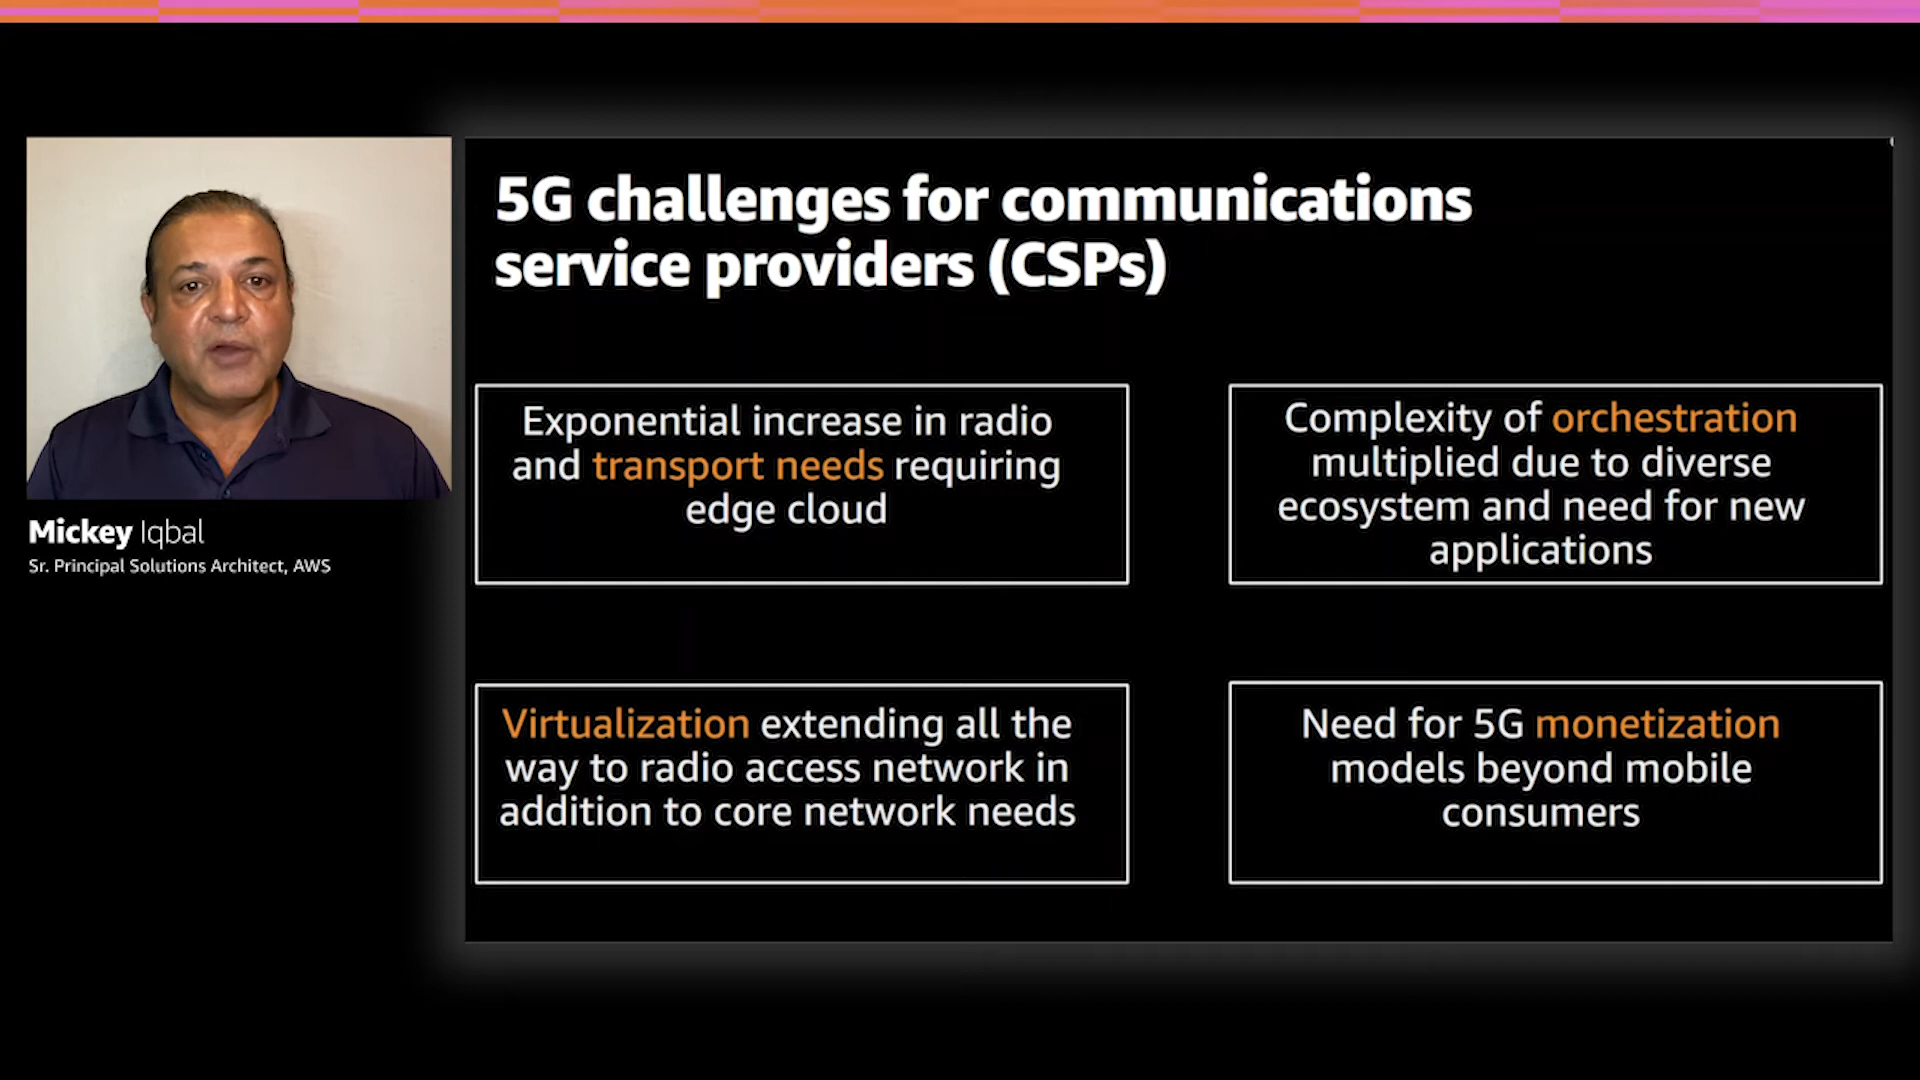 5G challenges for communications
service providers (CSPs)
Mickey Iqbal
Sr. Principal Solutions Architect, AWS
Exponential increase in radio
and transport needs requiring
edge cloud
Complexity of orchestration
multiplied due to diverse
ecosystem and need for new
applications
Virtualization extending all the
way to radio access network in
addition to core network needs
Need for 5G monetization
models beyond mobile
consumers